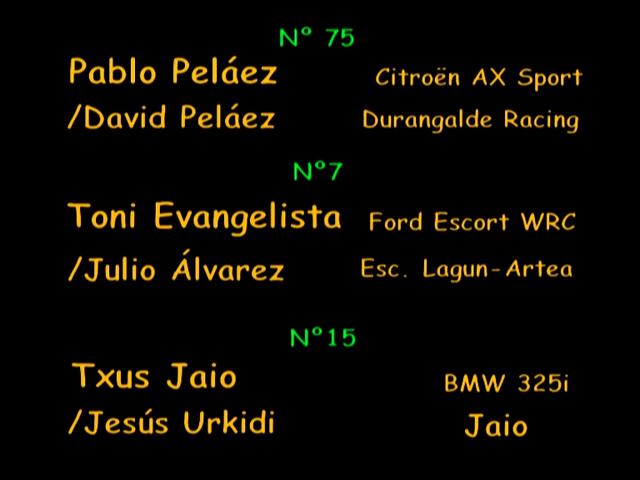 Nº 75
Pablo Peláez Citroën AX Sport
/David Peláez Durangalde Racing
Nº7
Toni Evangelista Ford Escort WRC
/Julio Álvarez Esc. Lagun-Artea
Nº15
Txus Jaio BMW 325i
/Jesús Urkidi Jaio